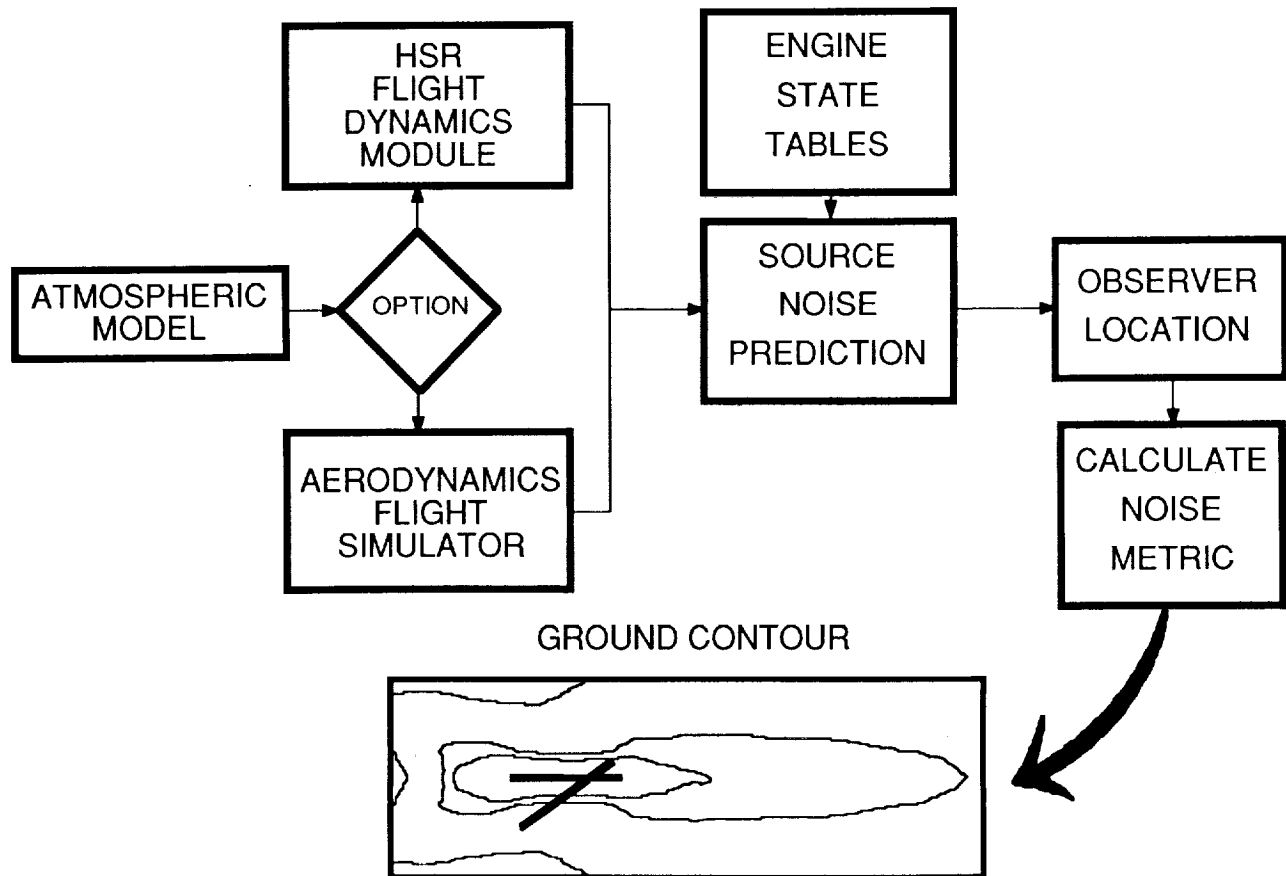 HSR
FLIGHT
DYNAMICS
MODULE
ENGINE
STATE
TABLES
ATMOSPHERIC
MODEL
OPTION
SOURCE
NOISE
PREDICTION
OBSERVER
LOCATION
AERODYNAMICS
FLIGHT
SIMULATOR
CALCULATE
NOISE
METRIC
GROUND CONTOUR